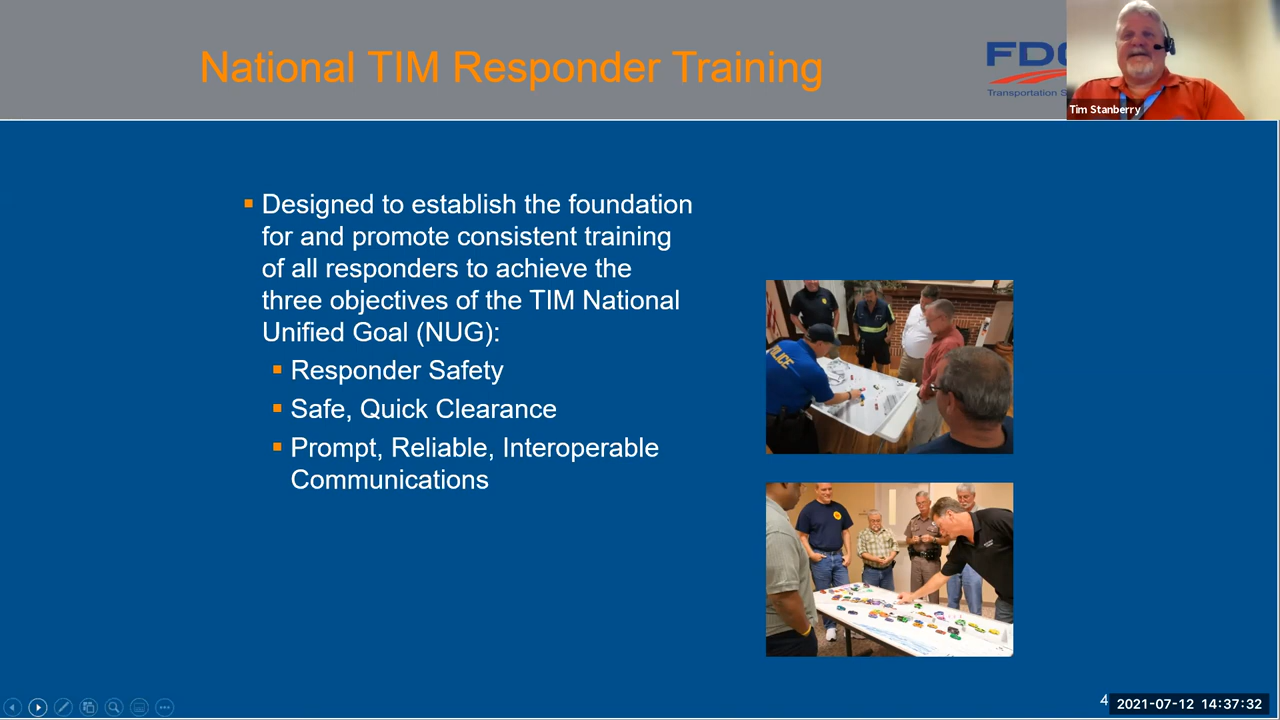 National TIM Responder Training
FDO
Transportation S
Tim Stanberry
Designed to establish the foundation
for and promote consistent training
of all responders to achieve the
three objectives of the TIM National
Unified Goal (NUG):
Responder Safety
Safe, Quick Clearance
Prompt, Reliable, Interoperable
Communications
POLICE
4
2021-07-12 14:37:32